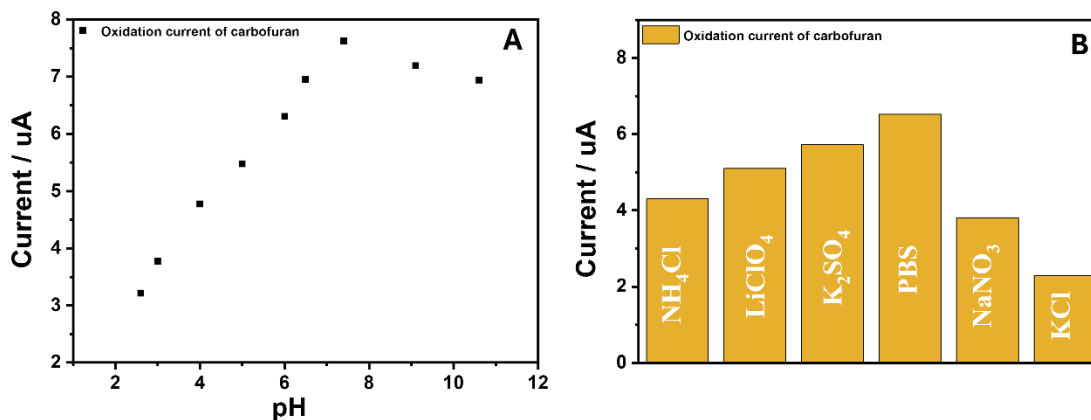 Oxidation current of carbofuran
A
8
7
6
5
4
3
2
Current / uA
2
4
6
8
10
12
pH
Oxidation current of carbofuran
B
8
6
4
2
0
Current / uA
NH₄Cl
LiClO₄
K₂SO₄
PBS
NaNO₃
KCl